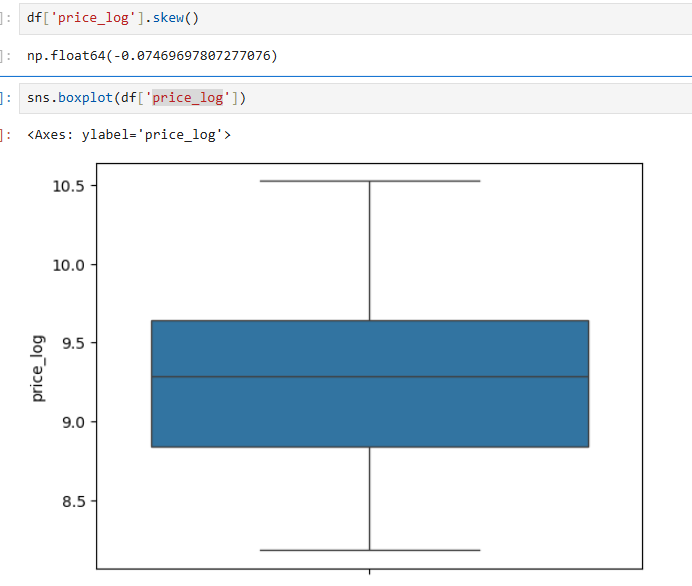 ]: df['price_log'].skew()
]: np.float64(-0.07469697807277076)
]: sns.boxplot(df['price_log'])
]: <Axes: ylabel='price_log'>
10.5
10.0
9.5
9.0
8.5
price_log